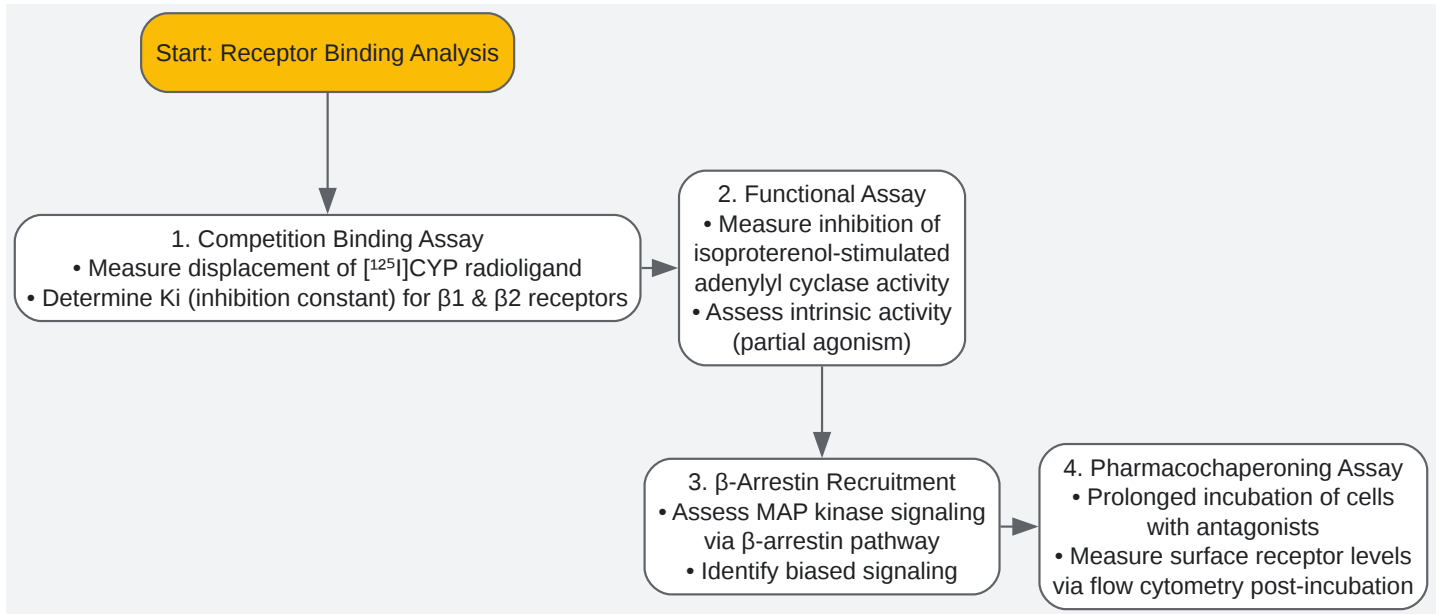 Start: Receptor Binding Analysis
1. Competition Binding Assay
• Measure displacement of [¹²⁵I]CYP radioligand
• Determine Ki (inhibition constant) for β1 & β2 receptors
2. Functional Assay
• Measure inhibition of
isoproterenol-stimulated
adenylyl cyclase activity
• Assess intrinsic activity
(partial agonism)
3. β-Arrestin Recruitment
• Assess MAP kinase signaling
via β-arrestin pathway
• Identify biased signaling
4. Pharmacochaperoning Assay
• Prolonged incubation of cells
with antagonists
• Measure surface receptor levels
via flow cytometry post-incubation